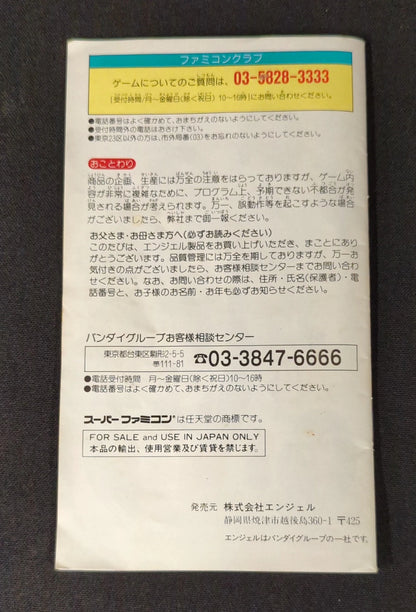 ファミコンクラブ
ゲームについてのご質問は、03-5828-3333
[受付時間/月〜金曜日(除く祝日)10〜16時]にお問い合わせください。
●電話番号はよく確かめて、おまちがえのないようにしてください。
●受付時間外の電話はおさけ下さい。
●東京23区以外の方は、市外局番(03)をお忘れのないようにしてください。
おことわり
商品の企画、生産には万全の注意をはらっておりますが、ゲーム内
容が非常に複雑なために、プログラム上、予期できない不都合が発
見される場合が考えられます。万一、誤動作等を起こすような場合
がございましたら、弊社まで御一報ください。
お父さま・お母さま方へ(必ずお読みください)
このたびは、エンジェル製品をお買い上げいただき、まことにあり
がとうございます。品質管理には万全を期しておりますが、万一お
気付きの点がございましたら、お客様相談センターまでお問い合わ
せください。なお、お問い合わせの際は、住所・氏名(保護者)・電
話番号と、お子様のお名前・お年も必ずお知らせください。
バンダイグループお客様相談センター
東京都台東区駒形2-5-5
〠111-81
☎03-3847-6666
●電話受付時間 月〜金曜日(除く祝日)10〜16時
●電話番号はよく確かめて、おまちがえのないようにしてください。
スーパーファミコン®は任天堂の商標です。
FOR SALE and USE IN JAPAN ONLY
本品の輸出、使用営業及び賃貸を禁じます。
発売元 株式会社エンジェル
静岡県焼津市越後島360-1 〒425
エンジェルはバンダイグループの一社です。